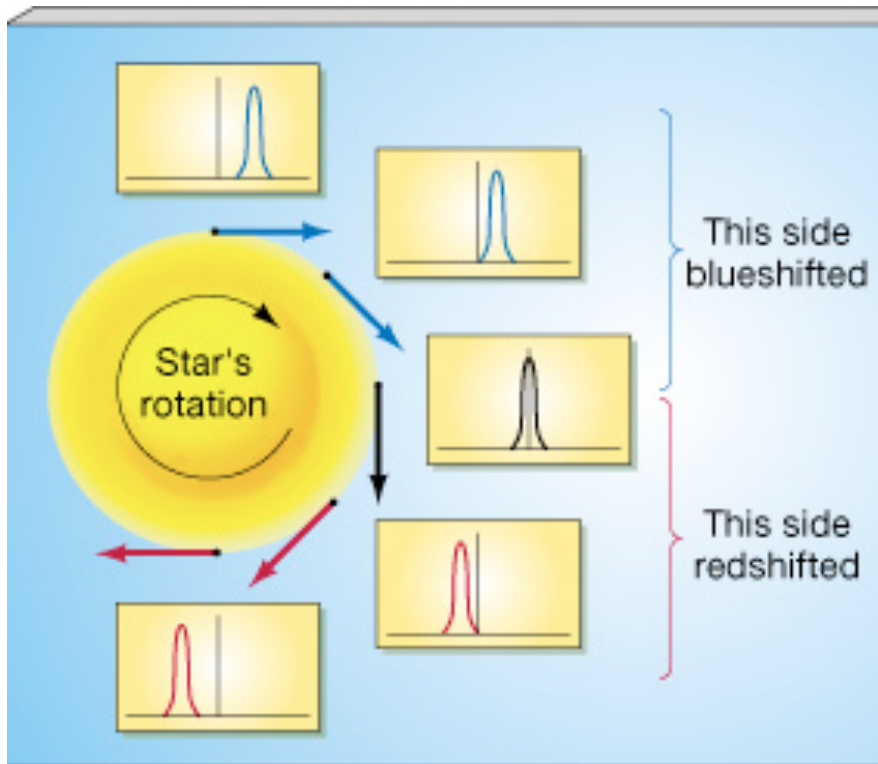 This side
blueshifted
Star's
rotation
This side
redshifted